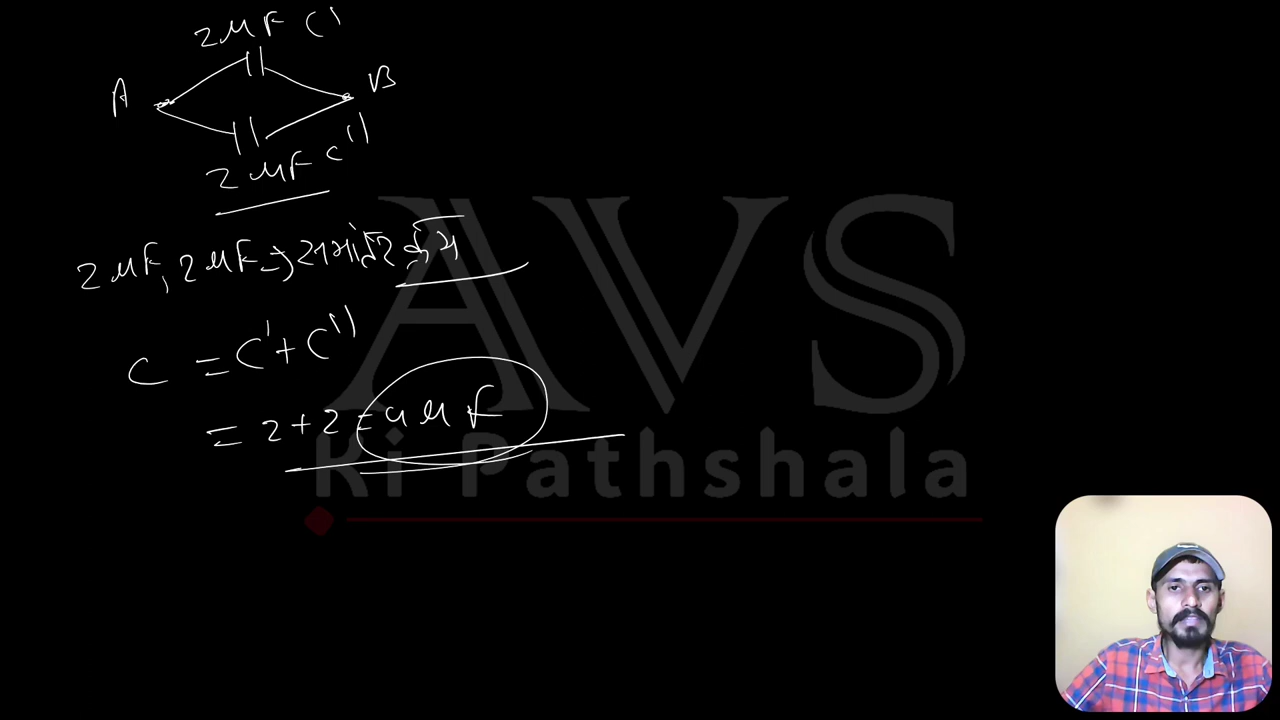 2μF C'
A B
2μF C''
2μF, 2μF → समांतर क्रम में
C = C' + C''
= 2 + 2 = 4μF
AVS
Ki Pathshala